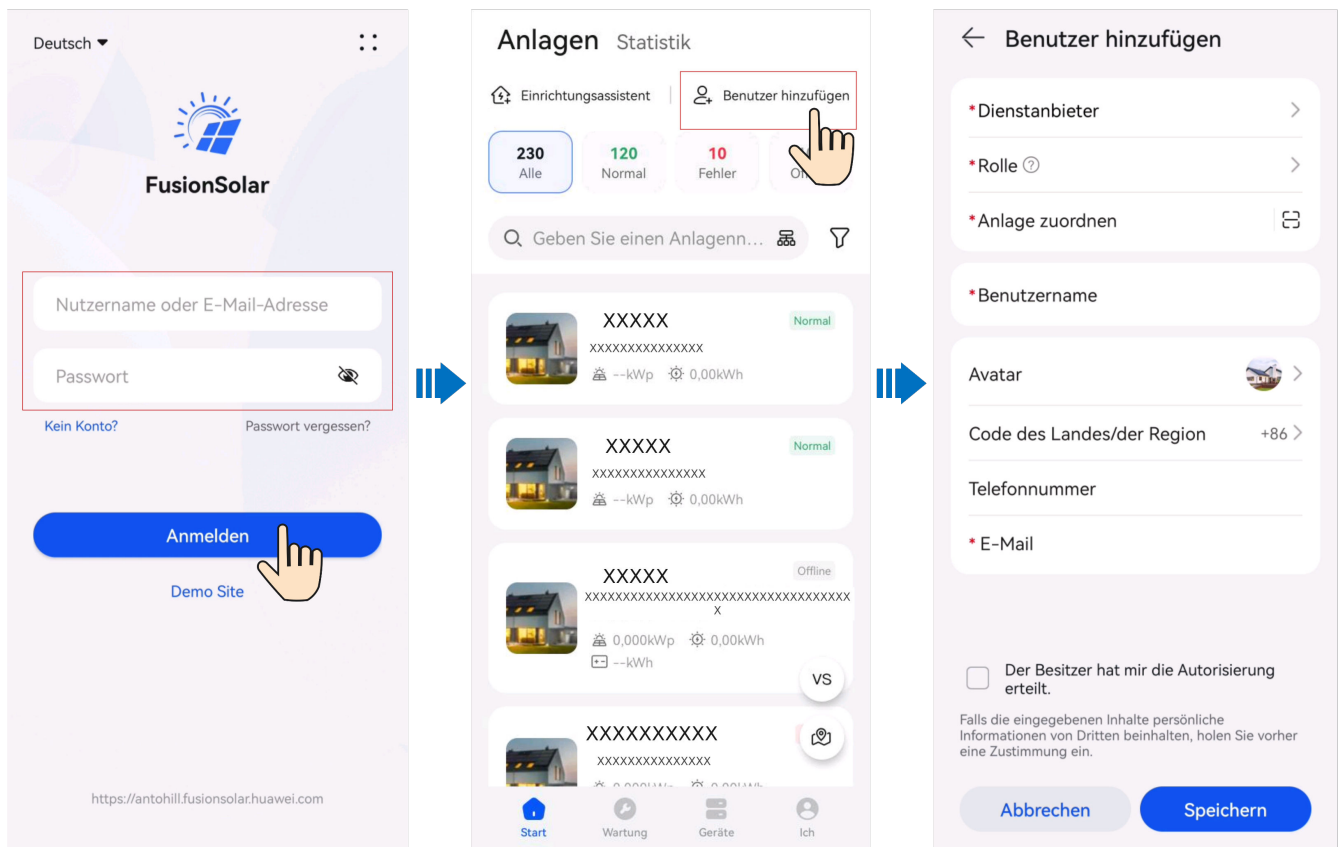 Deutsch
FusionSolar
Nutzername oder E-Mail-Adresse
Passwort
Kein Konto? Passwort vergessen?
Anmelden
Demo Site
https://antohill.fusionsolar.huawei.com
Anlagen Statistik
Einrichtungsassistent Benutzer hinzufügen
230 120 10
Alle Normal Fehler
Geben Sie einen Anlagenn...
XXXXX Normal
XXXXXXXXXXXXXXX
--kWp 0,00kWh
XXXXX Normal
XXXXXXXXXXXXXXX
--kWp 0,00kWh
XXXXX Offline
XXXXXXXXXXXXXXXXXXXXXXXXXXXXXXXXXXX
X
0,000kWp 0,00kWh
--kWh
VS
XXXXXXXXXX
XXXXXXXXXXXXXXX
Start Wartung Geräte Ich
Benutzer hinzufügen
*Dienstanbieter
*Rolle
*Anlage zuordnen
*Benutzername
Avatar
Code des Landes/der Region +86
Telefonnummer
* E-Mail
Der Besitzer hat mir die Autorisierung
erteilt.
Falls die eingegebenen Inhalte persönliche
Informationen von Dritten beinhalten, holen Sie vorher
eine Zustimmung ein.
Abbrechen Speichern